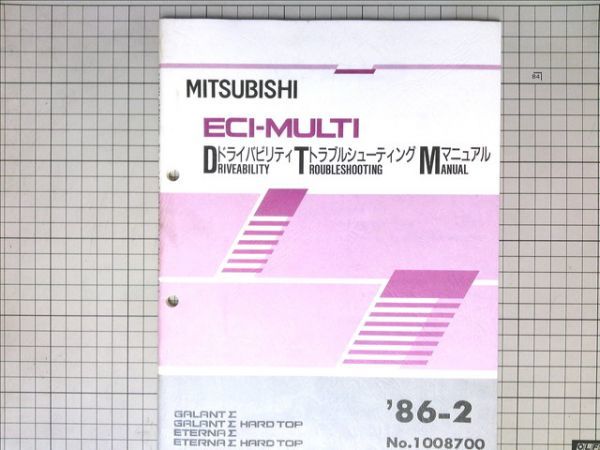 MITSUBISHI
ECI-MULTI
Dドライバビリティ Tトラブルシューティング Mマニュアル
DRIVEABILITY TROUBLESHOOTING MANUAL
'86-2
GALANT Σ
GALANT Σ HARD TOP
ETERNA Σ
ETERNA Σ HARD TOP
No.1008700
84
OLFA